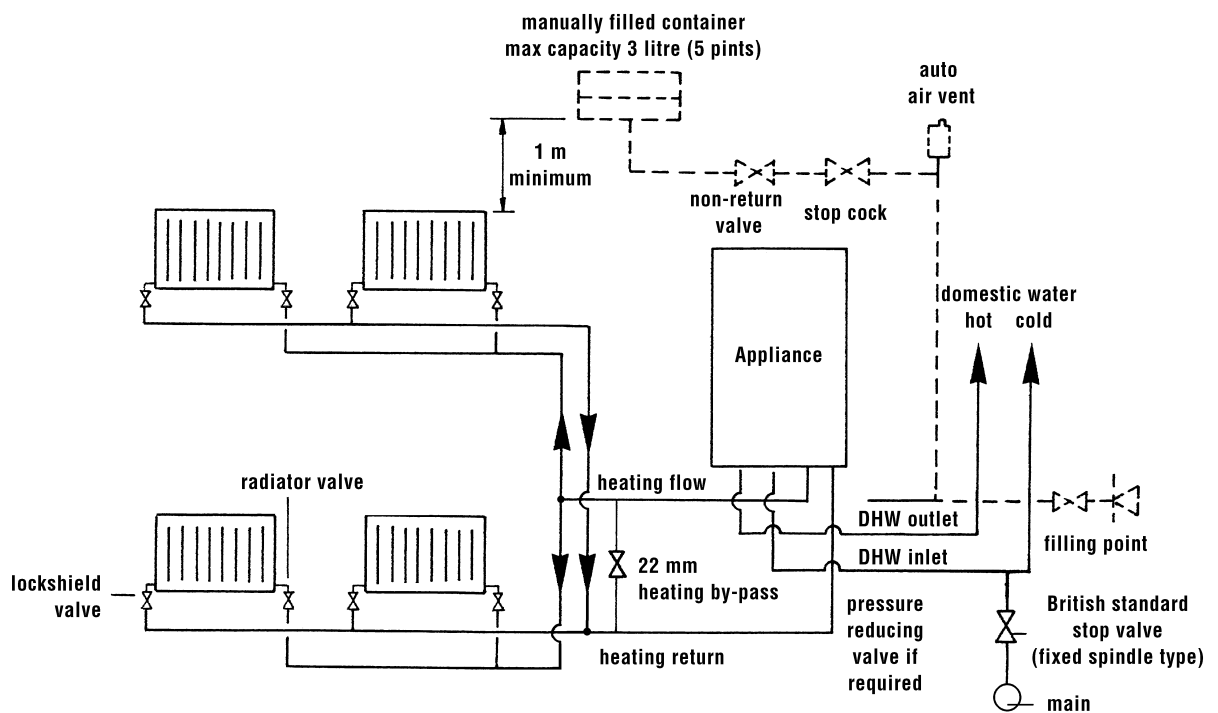 manually filled container
max capacity 3 litre (5 pints)
auto
air vent
1 m
minimum
non-return
valve
stop cock
domestic water
hot cold
Appliance
radiator valve
heating flow
DHW outlet
filling point
DHW inlet
22 mm
heating by-pass
lockshield
valve
pressure
reducing
valve if
required
British standard
stop valve
(fixed spindle type)
heating return
main